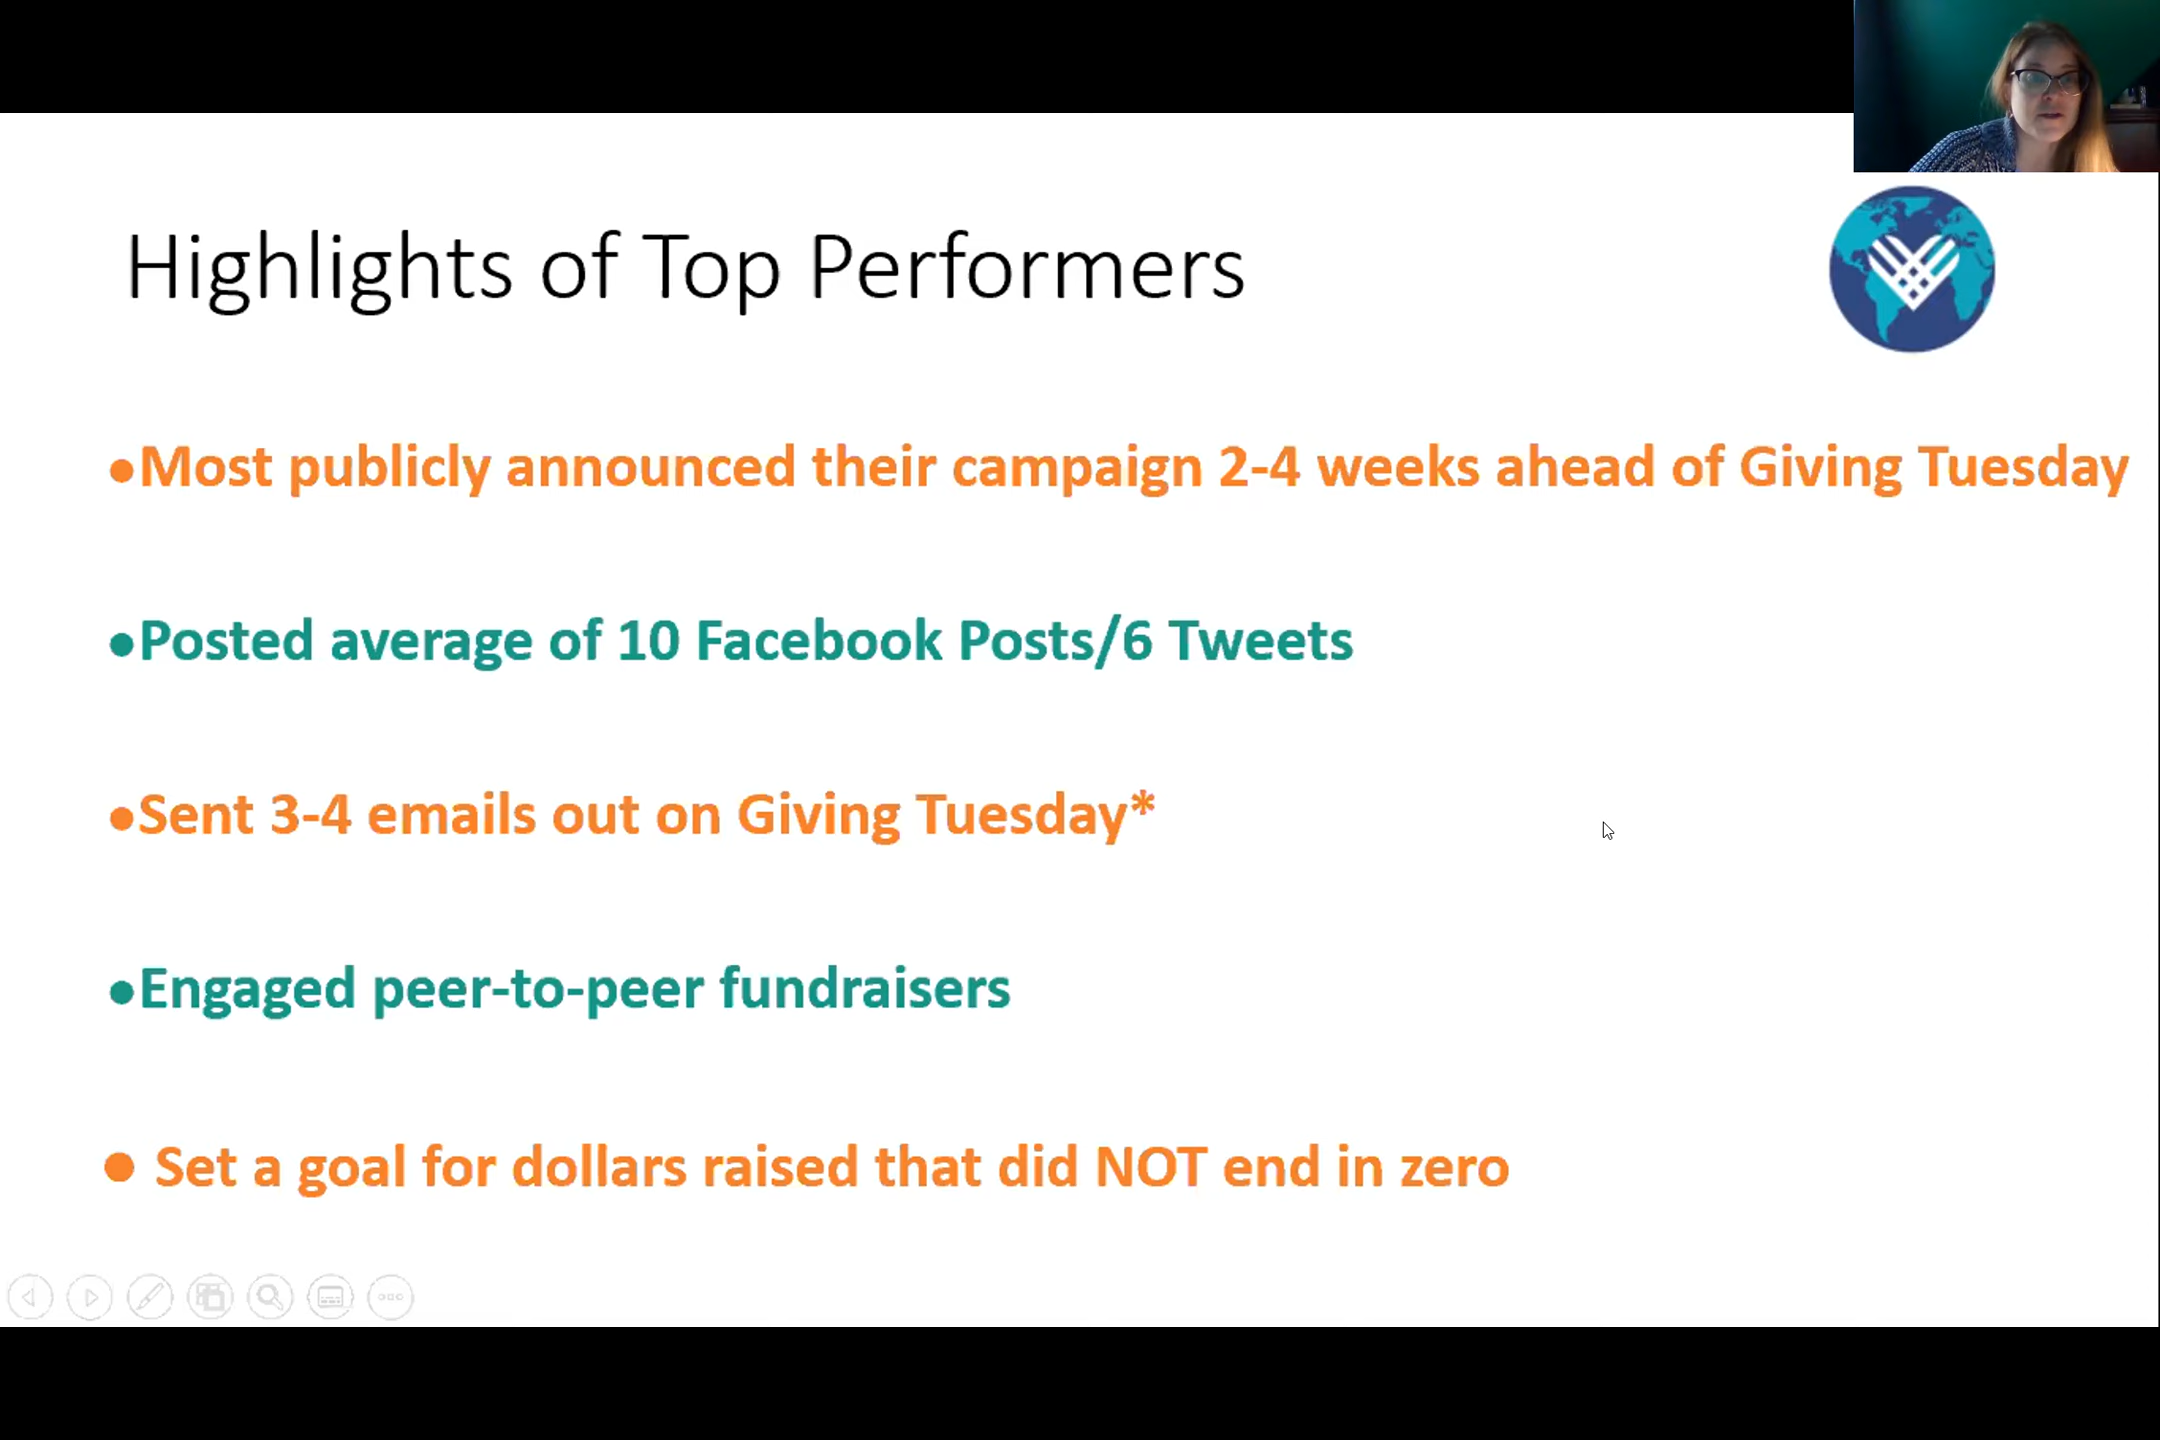 Highlights of Top Performers
●Most publicly announced their campaign 2-4 weeks ahead of Giving Tuesday
●Posted average of 10 Facebook Posts/6 Tweets
●Sent 3-4 emails out on Giving Tuesday*
●Engaged peer-to-peer fundraisers
● Set a goal for dollars raised that did NOT end in zero